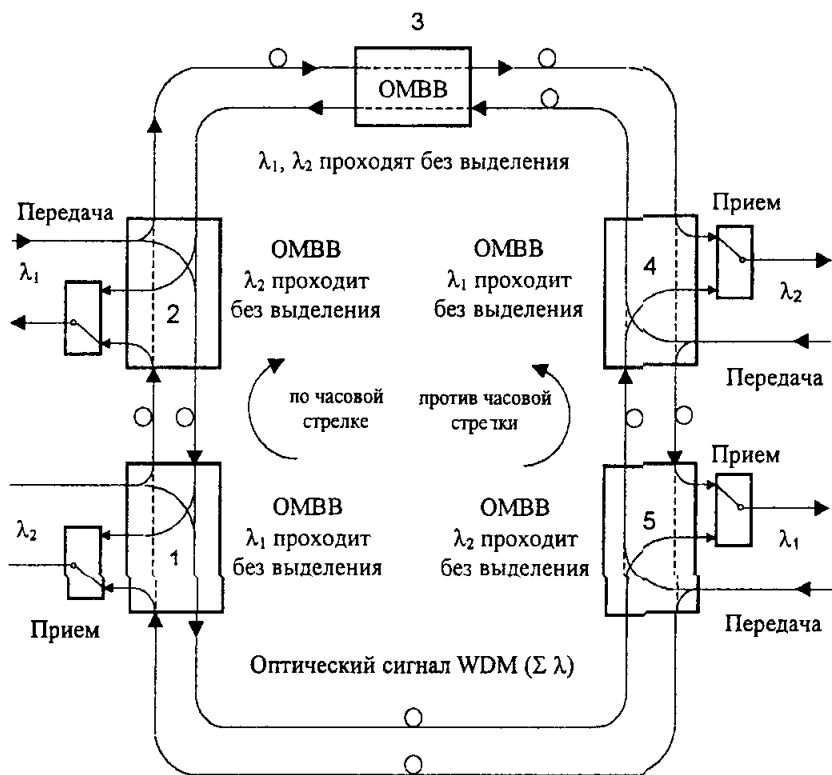 3
ОМВВ
λ₁, λ₂ проходят без выделения
Передача
λ₁
2
ОМВВ
λ₂ проходит
без выделения
ОМВВ
λ₁ проходит
без выделения
4
Прием
λ₂
Передача
по часовой
стрелке
против часовой
стрелки
λ₂
1
Прием
ОМВВ
λ₁ проходит
без выделения
ОМВВ
λ₂ проходит
без выделения
5
Прием
λ₁
Передача
Оптический сигнал WDM (Σ λ)